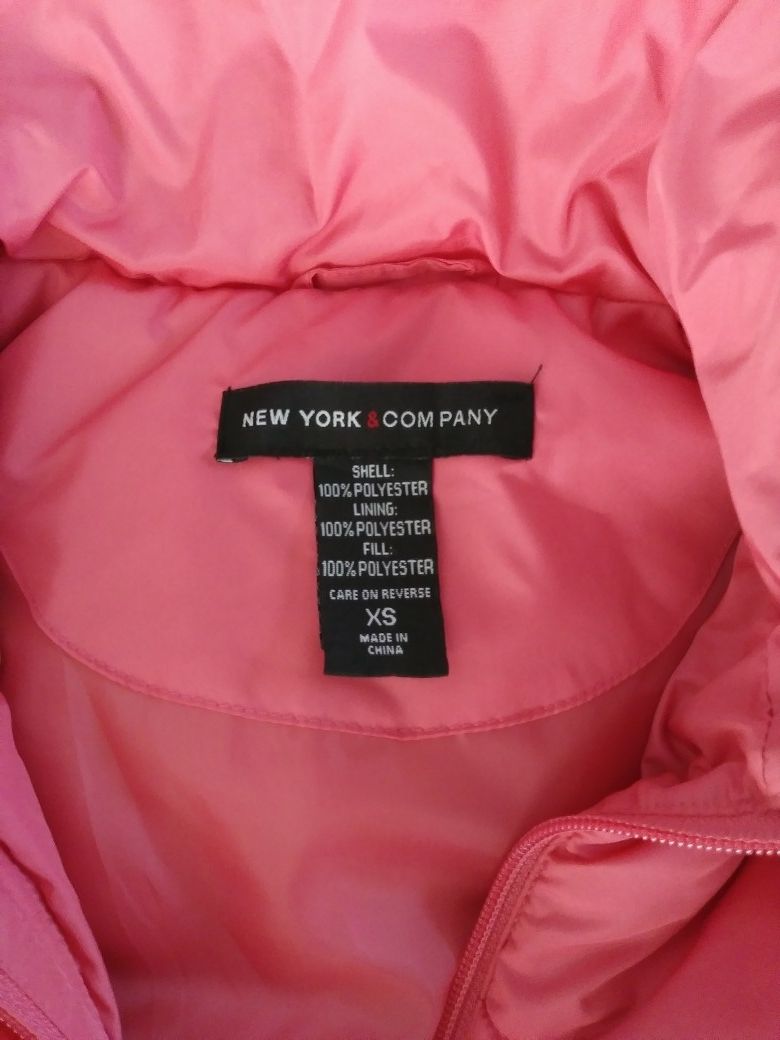 NEW YORK & COMPANY
SHELL:
100% POLYESTER
LINING:
100% POLYESTER
FILL:
100% POLYESTER
CARE ON REVERSE
XS
MADE IN
CHINA